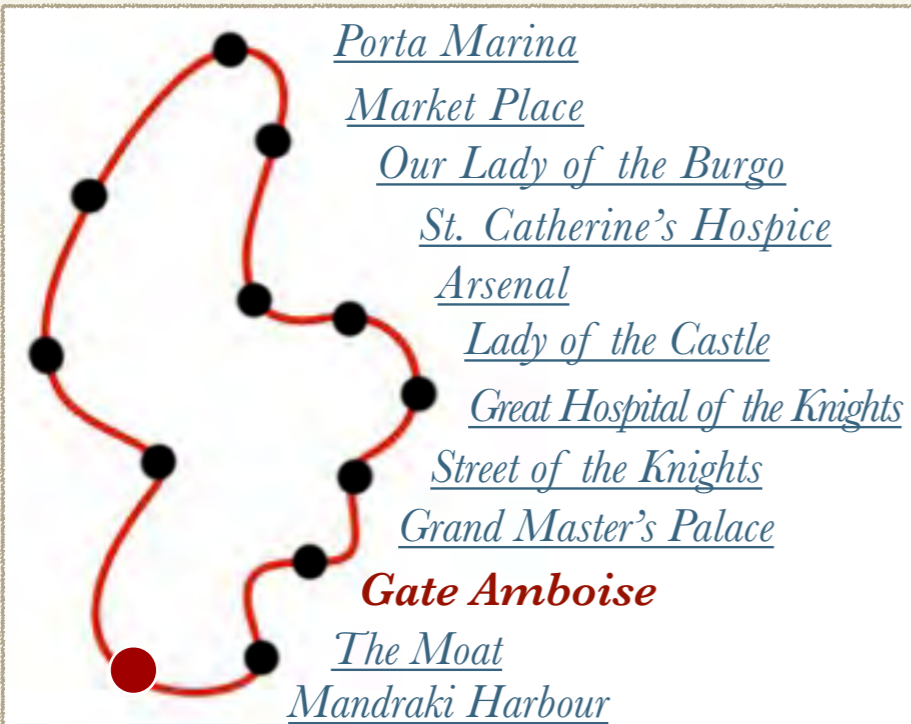 Porta Marina
Market Place
Our Lady of the Burgo
St. Catherine’s Hospice
Arsenal
Lady of the Castle
Great Hospital of the Knights
Street of the Knights
Grand Master’s Palace
Gate Amboise
The Moat
Mandraki Harbour